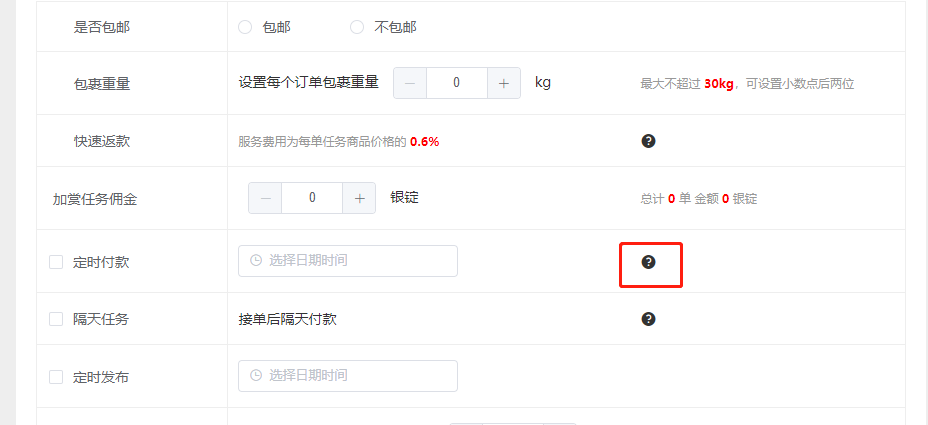 是否包邮 包邮 不包邮
包裹重量 设置每个订单包裹重量 0 kg 最大不超过 30kg，可设置小数点后两位
快速返款 服务费用为每单任务商品价格的 0.6%
加赏任务佣金 0 银锭 总计 0 单 金额 0 银锭
定时付款 选择日期时间
隔天任务 接单后隔天付款
定时发布 选择日期时间